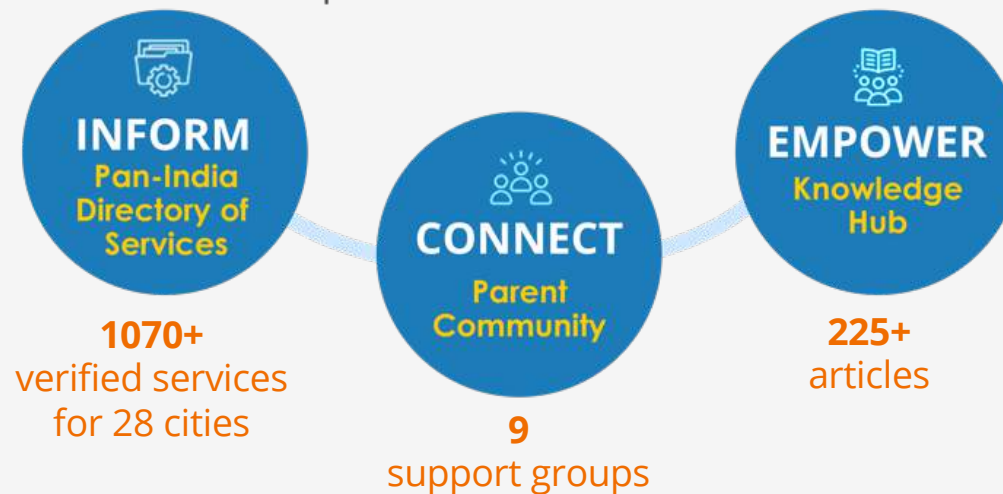 INFORM
Pan-India
Directory of
Services
1070+
verified services
for 28 cities
CONNECT
Parent
Community
9
support groups
EMPOWER
Knowledge
Hub
225+
articles